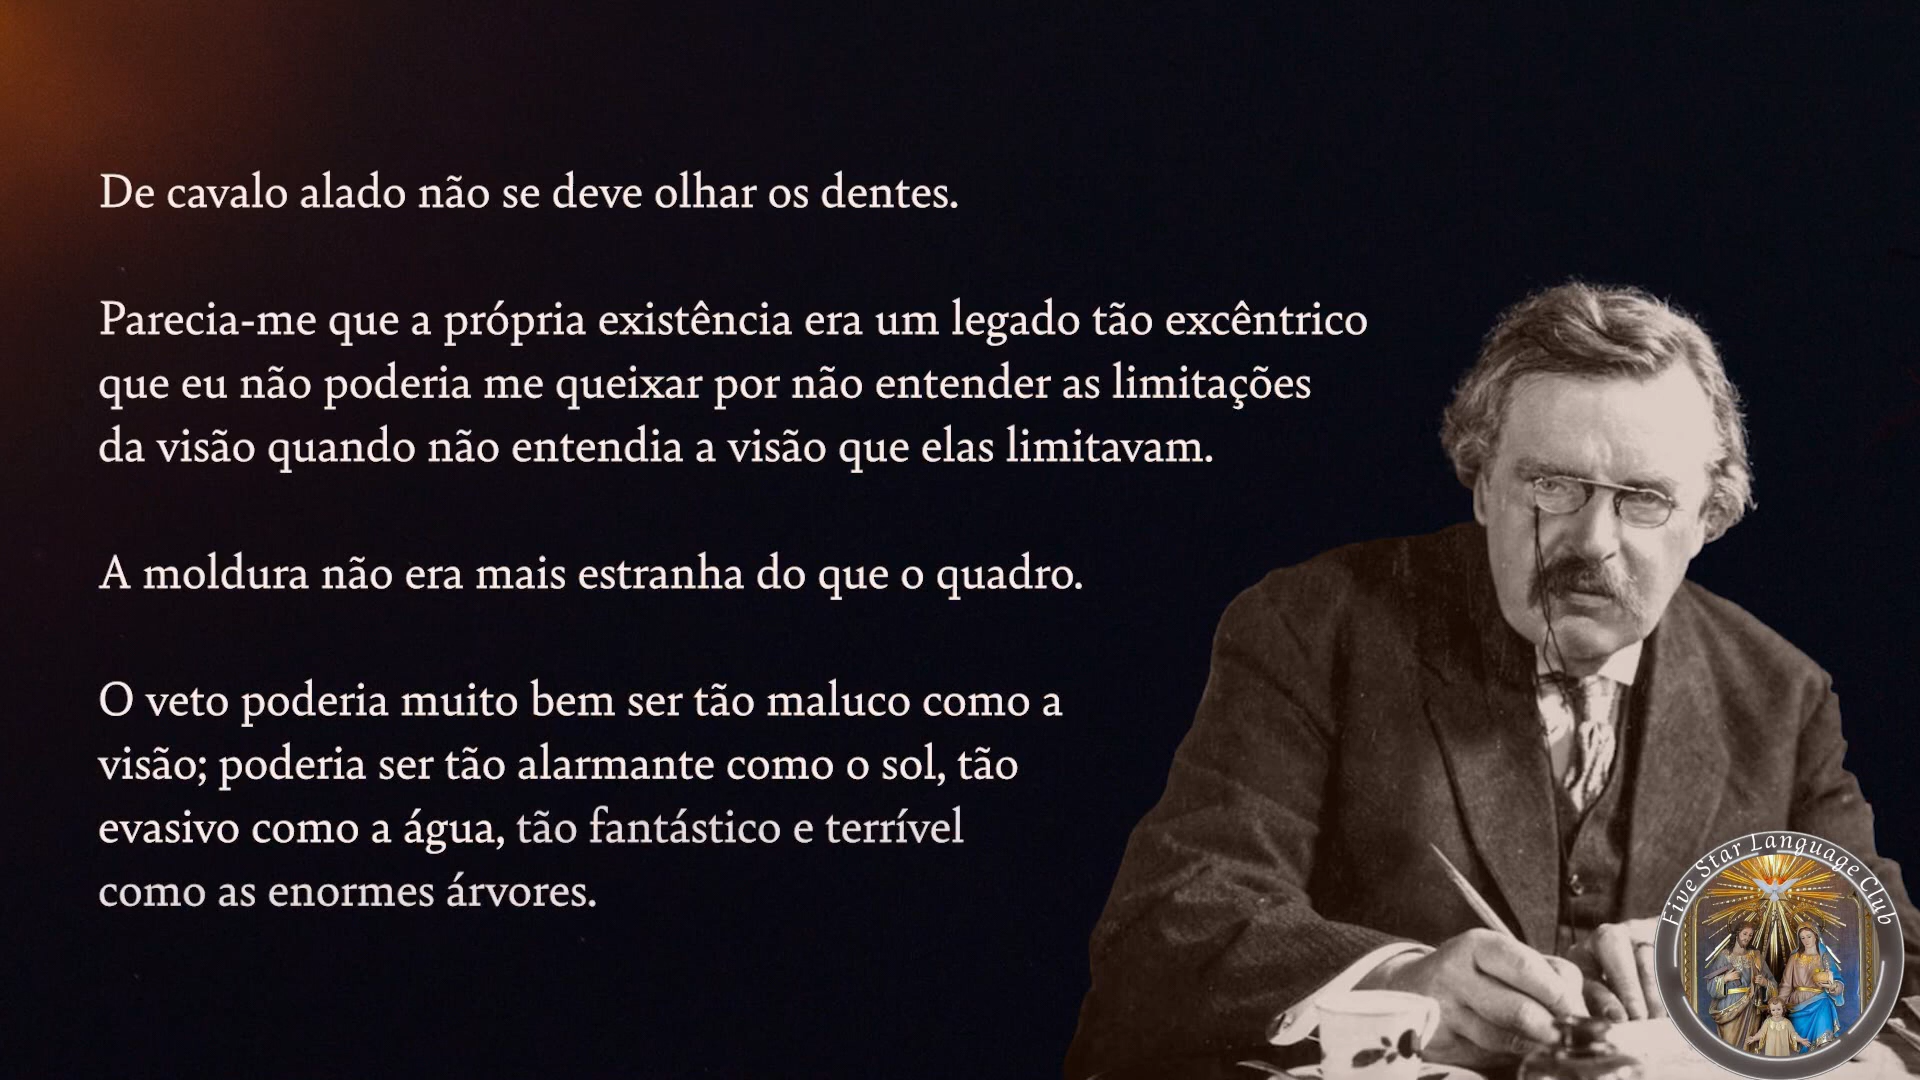 De cavalo alado não se deve olhar os dentes.
Parecia-me que a própria existência era um legado tão excêntrico
que eu não poderia me queixar por não entender as limitações
da visão quando não entendia a visão que elas limitavam.
A moldura não era mais estranha do que o quadro.
O veto poderia muito bem ser tão maluco como a
visão; poderia ser tão alarmante como o sol, tão
evasivo como a água, tão fantástico e terrível
como as enormes árvores.
Five Star Language Club